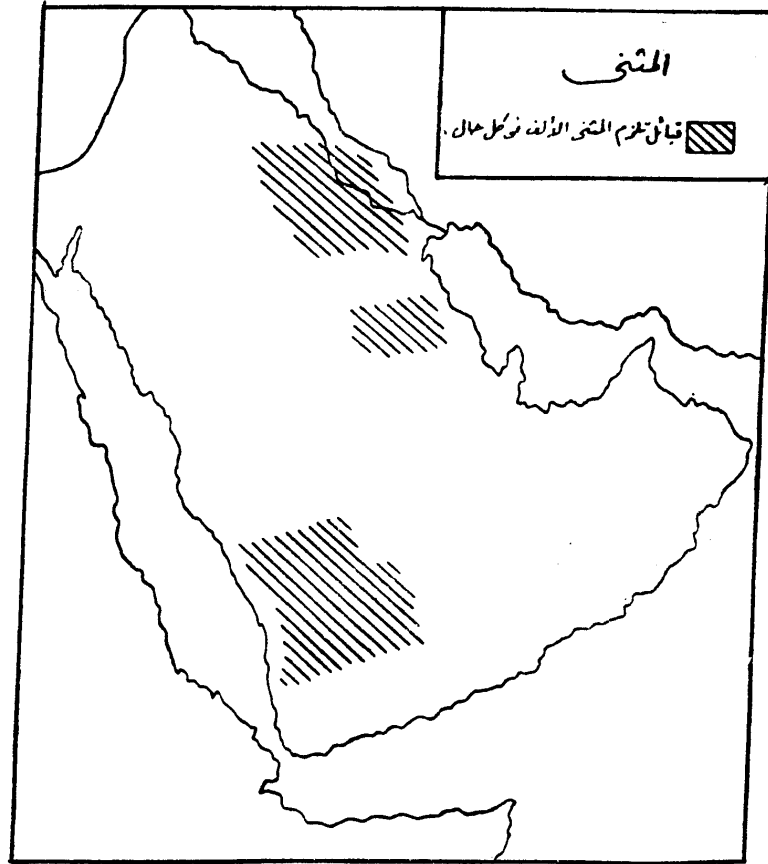 المثنى
قبائل تلزم المثنى الألف في كل حال .